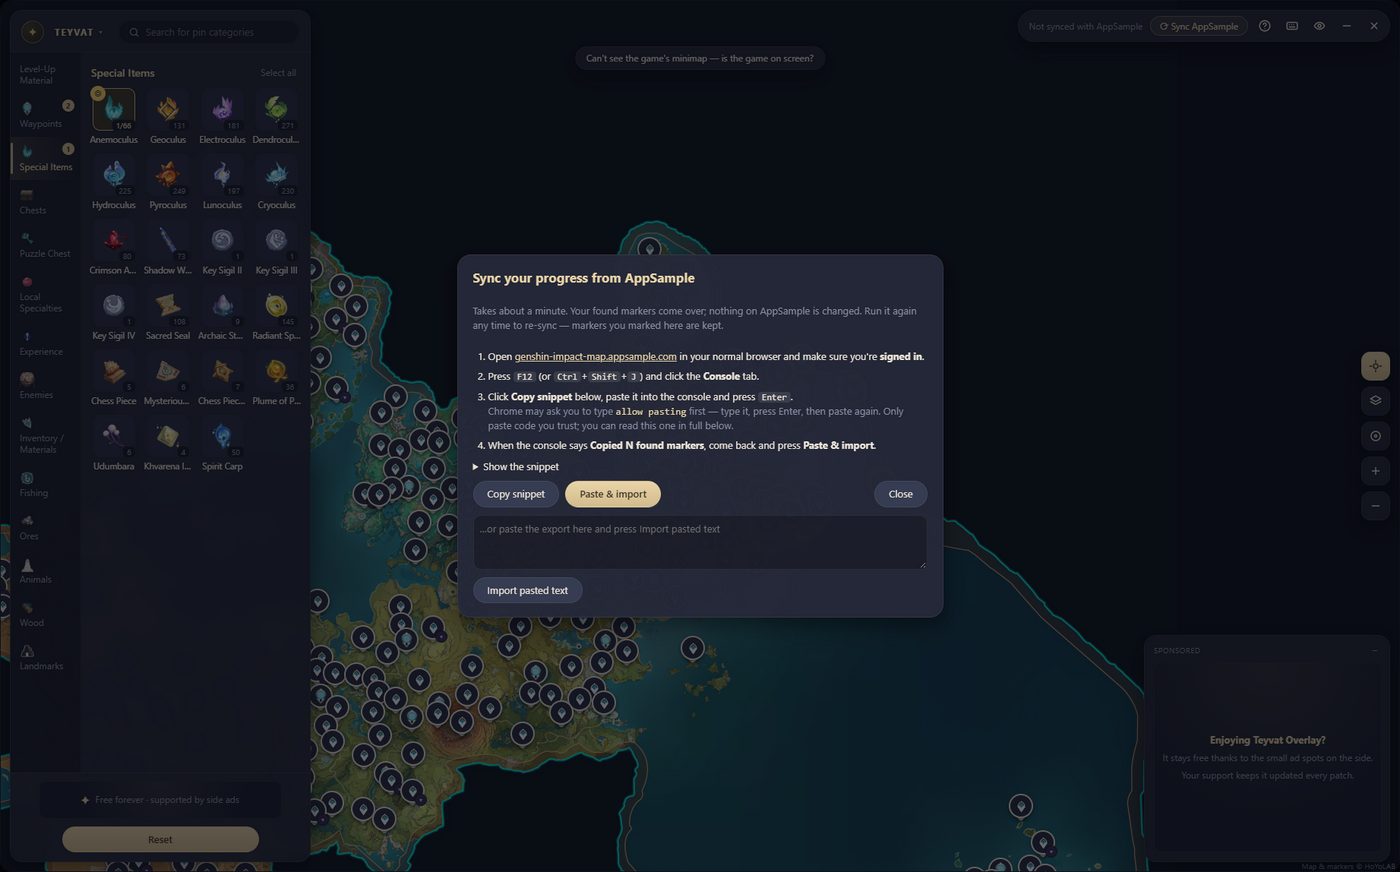 TEYVAT
Search for pin categories
Not synced with AppSample
Sync AppSample
Can't see the game's minimap — is the game on screen?
Level-Up
Material
Waypoints
2
Special Items
1
Chests
Puzzle Chest
Local
Specialties
Experience
Enemies
Inventory /
Materials
Fishing
Ores
Animals
Wood
Landmarks
Special Items
Select all
1/66
131
181
271
Anemoculus
Geoculus
Electroculus
Dendrocul...
225
249
197
230
Hydroculus
Pyroculus
Lunoculus
Cryoculus
80
73
1
1
Crimson A...
Shadow W...
Key Sigil II
Key Sigil III
1
108
9
145
Key Sigil IV
Sacred Seal
Archaic St...
Radiant Sp...
5
6
7
36
Chess Piece
Mysteriou...
Chess Piec...
Plume of P...
6
4
50
Udumbara
Khvarena I...
Spirit Carp
Free forever · supported by side ads
Reset
Sync your progress from AppSample
Takes about a minute. Your found markers come over; nothing on AppSample is changed. Run it again
any time to re-sync — markers you marked here are kept.
1. Open genshin-impact-map.appsample.com in your normal browser and make sure you're signed in.
2. Press F12 (or Ctrl + Shift + J) and click the Console tab.
3. Click Copy snippet below, paste it into the console and press Enter.
Chrome may ask you to type allow pasting first — type it, press Enter, then paste again. Only
paste code you trust; you can read this one in full below.
4. When the console says Copied N found markers, come back and press Paste & import.
Show the snippet
Copy snippet
Paste & import
Close
...or paste the export here and press Import pasted text
Import pasted text
SPONSORED
Enjoying Teyvat Overlay?
It stays free thanks to the small ad spots on the side.
Your support keeps it updated every patch.
Map & markers © HoYoLAB